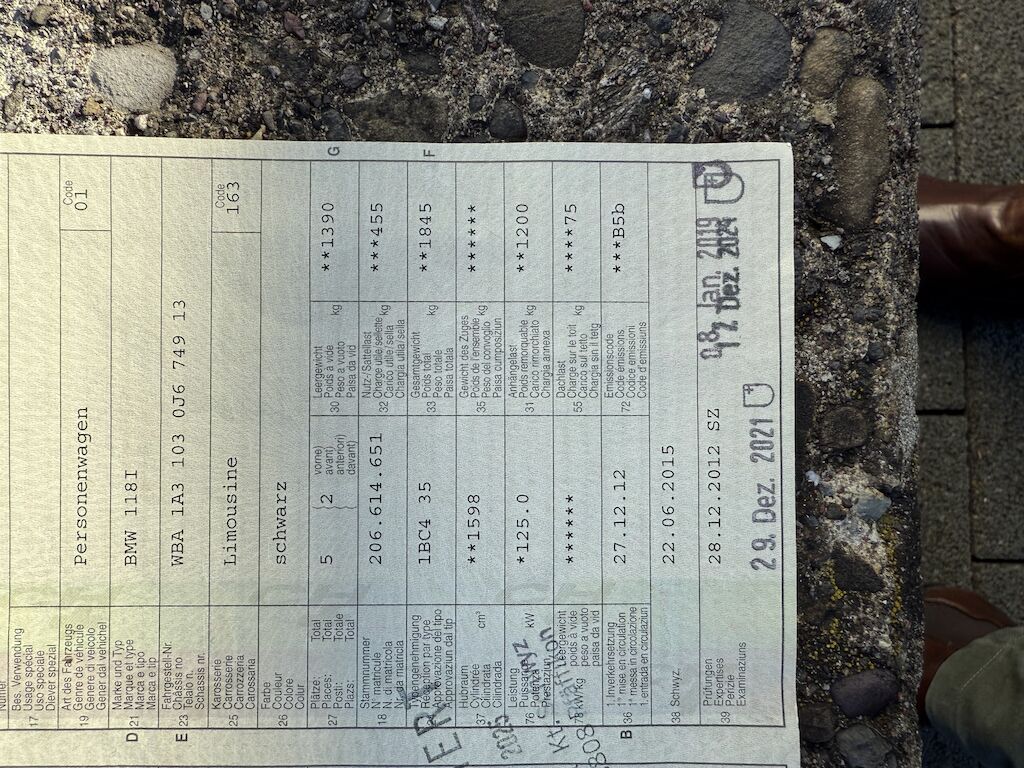 17 Bes. Verwendung
Usage spécial
Uso speciale
Diever spezial
19 Art des Fahrzeugs
Genre de véhicule
Genere di veicolo
Gener dal vehichel
Personenwagen
Code
01
D 21 Marke und Typ
Marque et type
Marca e tipo
Marca e tip
BMW 118I
E 23 Fahrgestell-Nr.
Châssis no
Telaio n.
Schassis nr.
WBA 1A3 103 0J6 749 13
25 Karosserie
Carrosserie
Carrozzeria
Carossaria
Limousine
Code
163
26 Farbe
Couleur
Colore
Colur
schwarz
27 Plätze: Total
Places: Total
Posti: Totale
Plazs: Total
5
2
vorne)
avant)
anteriori)
davant)
30 Leergewicht kg
Poids à vide
Peso a vuoto
Paisa da vid
**1390
G
18 Stammnummer
N° matricule
N. di matricola
Nr. da matricla
206.614.651
32 Nutz-/Sattellast
Charge utile/sellette kg
Carico utile/sella
Chargia utila/sella
***455
Typengenehmigung
Réception par type
Approvazione del tipo
Approvaziun dal tip
1BC4 35
33 Gesamtgewicht kg
Poids total
Peso totale
Paisa totala
**1845
F
37 Hubraum cm³
Cylindrée
Cilindrata
Cilindrada
**1598
35 Gewicht des Zuges kg
Poids de l'ensemble
Peso del convoglio
Paisa cumposiziun
******
76 Leistung kW
Puissance
Potenza
Prestaziun
*125.0
31 Anhängelast kg
Poids remorquable
Carico rimorchiato
Chargia annexa
**1200
kW/kg
Leergewicht
poids à vide
peso a vuoto
paisa da vid
******
55 Dachlast kg
Charge sur le toit
Carico sul tetto
Chargia sin il tetg
****75
B 36 1. Inverkehrsetzung
1re mise en circulation
1a messa in circolazione
1. entrada en circulaziun
27.12.12
72 Emissionscode
Code émissions
Codice emissioni
Code d'emissiuns
***B5b
38 Schwyz
22.06.2015
39 Prüfungen
Expertises
Perizie
Examinaziuns
28.12.2012 SZ
Jan. 2019
Dez. 2024
29. Dez. 2021